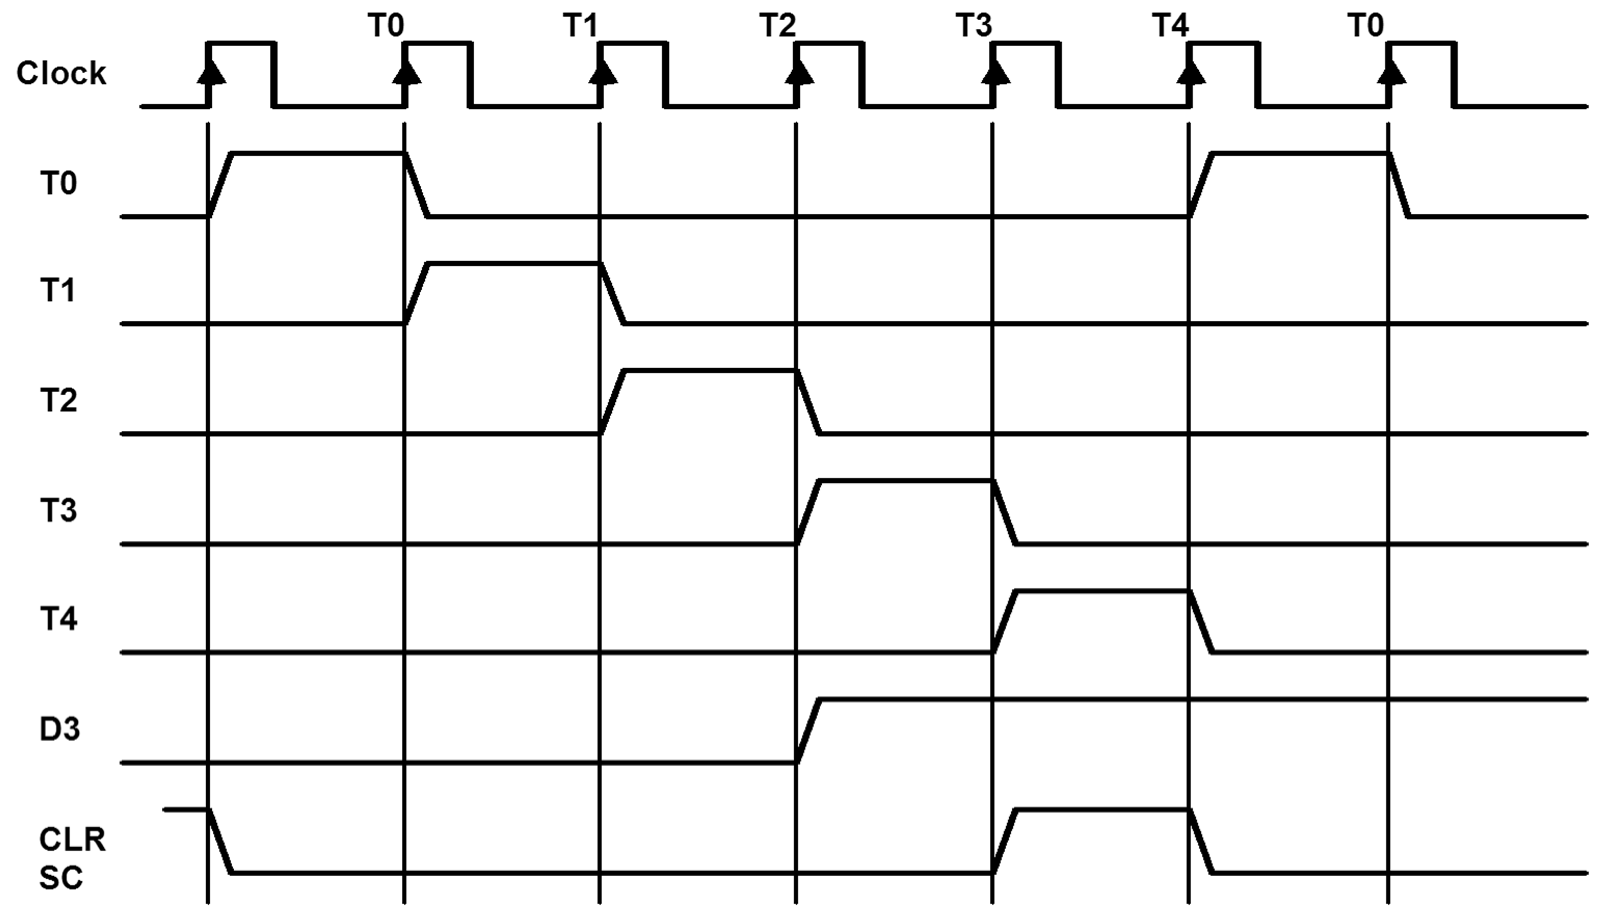 T0 T1 T2 T3 T4 T0
Clock
T0
T1
T2
T3
T4
D3
CLR
SC